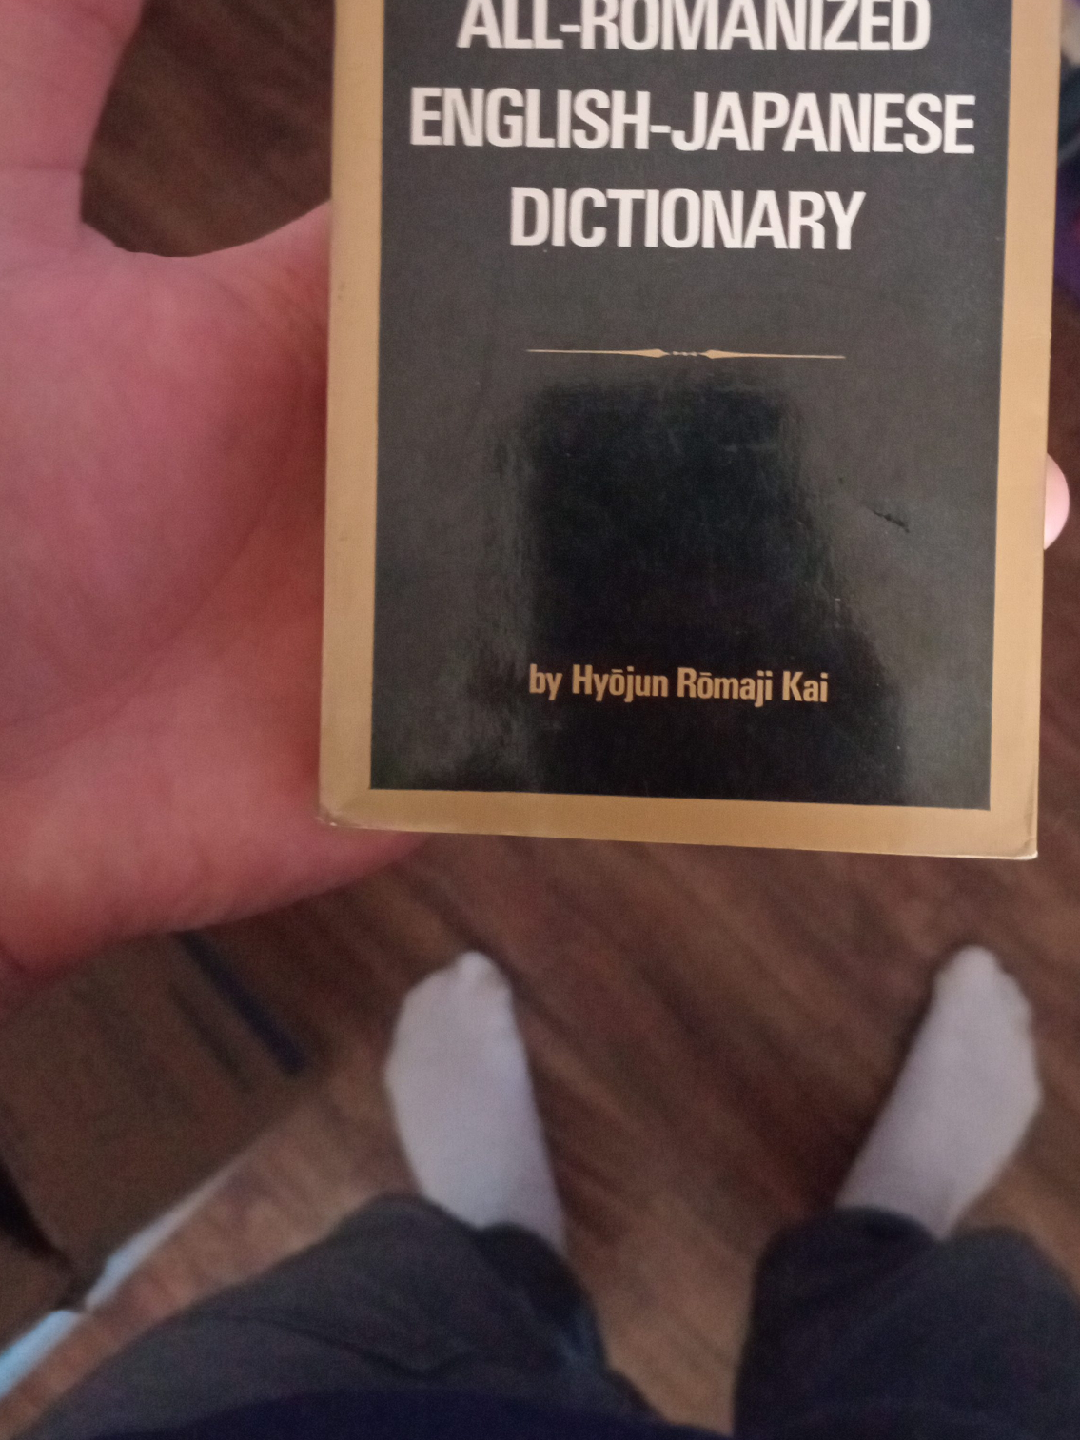 ALL-ROMANIZED
ENGLISH-JAPANESE
DICTIONARY
by Hyōjun Rōmaji Kai